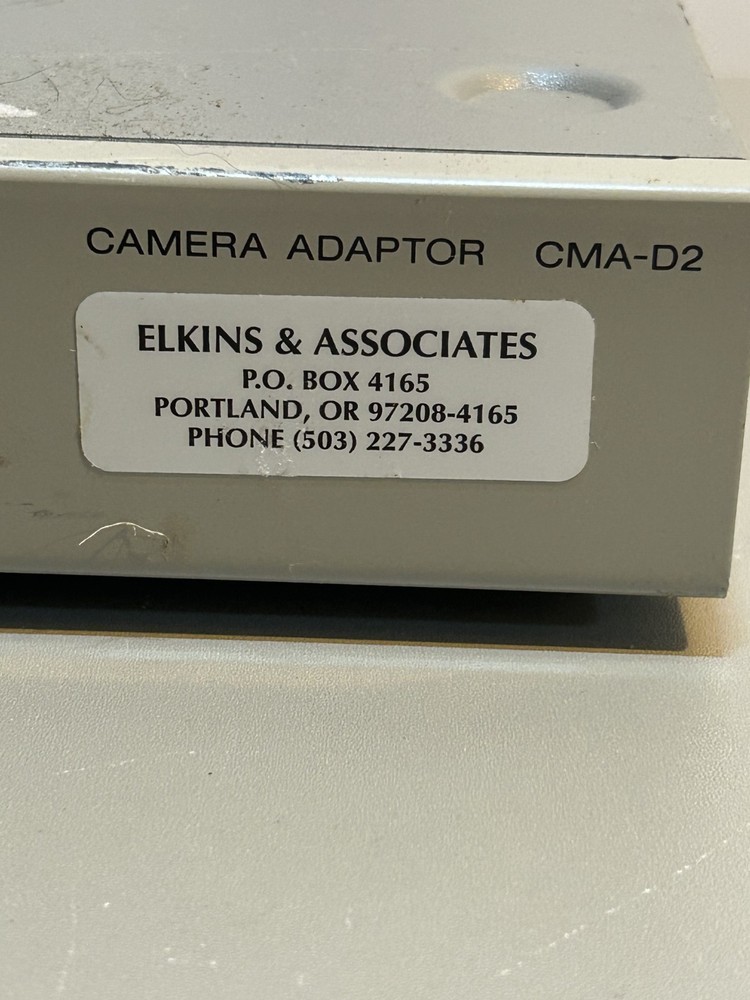 CAMERA ADAPTOR CMA-D2
ELKINS & ASSOCIATES
P.O. BOX 4165
PORTLAND, OR 97208-4165
PHONE (503) 227-3336